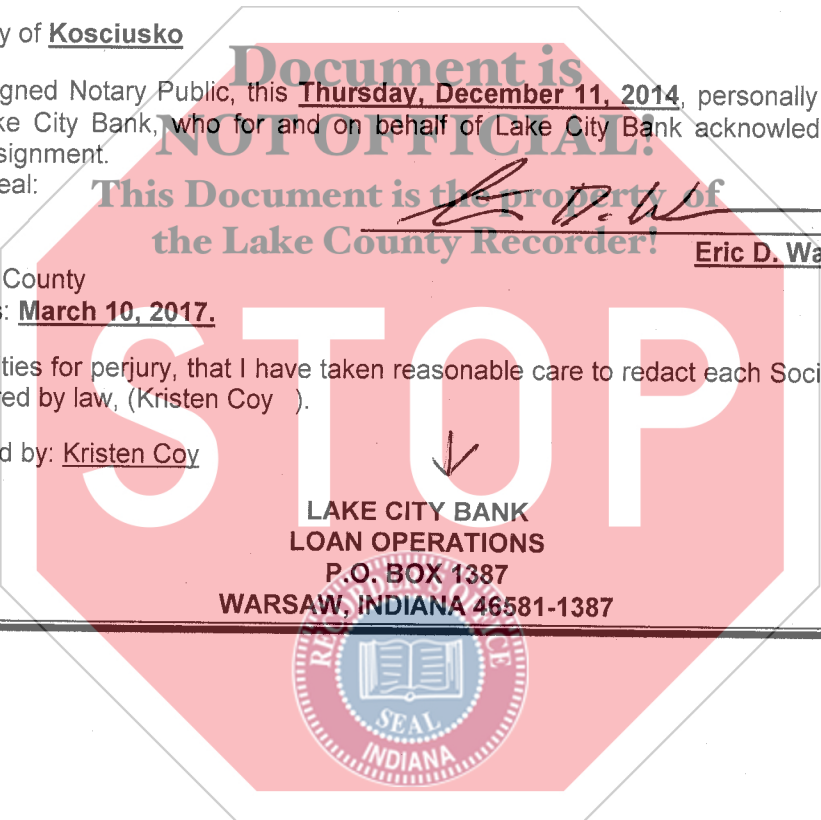 y of Kosciusko
Document is
gned Notary Public, this Thursday, December 11, 2014, personally
ke City Bank, who for and on behalf of Lake City Bank acknowled
NOT OFFICIAL!
signment.
eal:
This Document is the property of
the Lake County Recorder!
Eric D. Wa
County
s: March 10, 2017.
STOP
ties for perjury, that I have taken reasonable care to redact each Soci
red by law, (Kristen Coy ).
d by: Kristen Coy
LAKE CITY BANK
LOAN OPERATIONS
P.O. BOX 1387
WARSAW, INDIANA 46581-1387
RECORDER'S OFFICE
SEAL
INDIANA